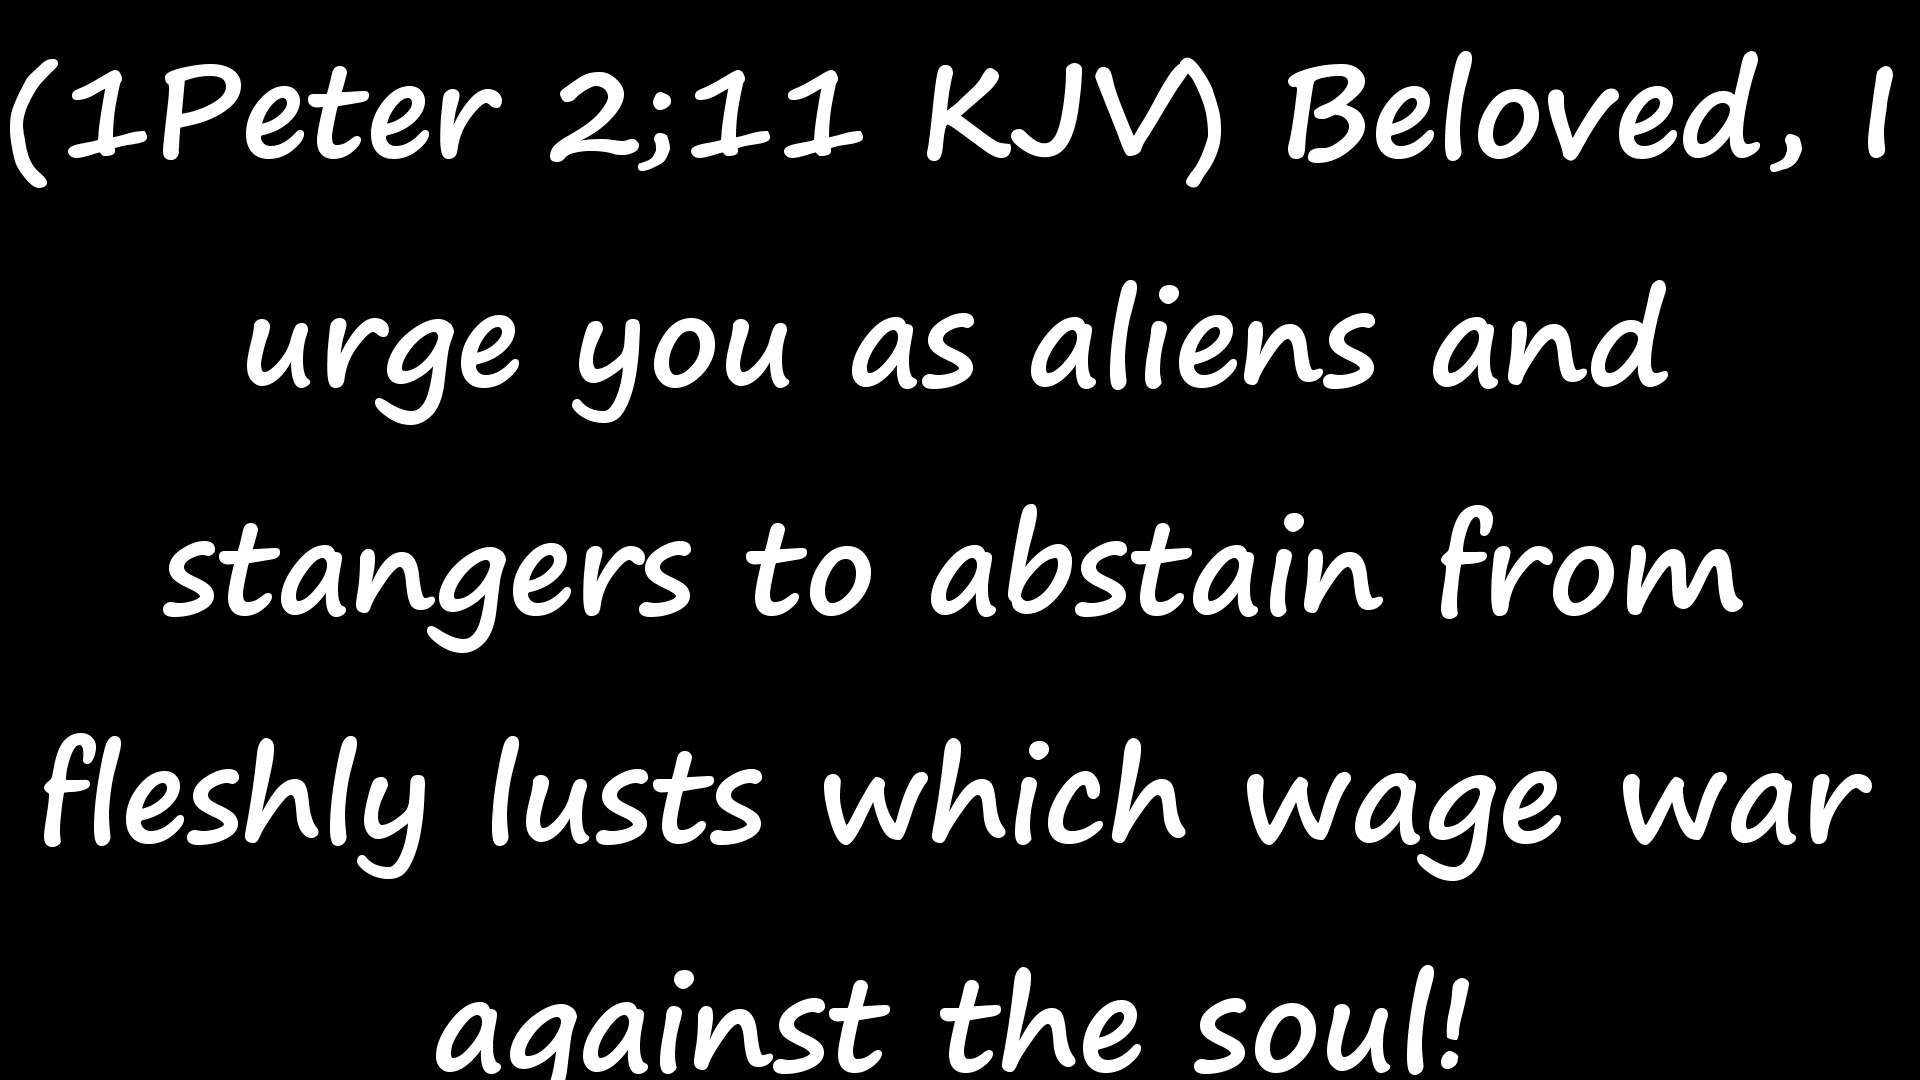 (1Peter 2;11 KJV) Beloved, I
urge you as aliens and
stangers to abstain from
fleshly lusts which wage war
against the soul!